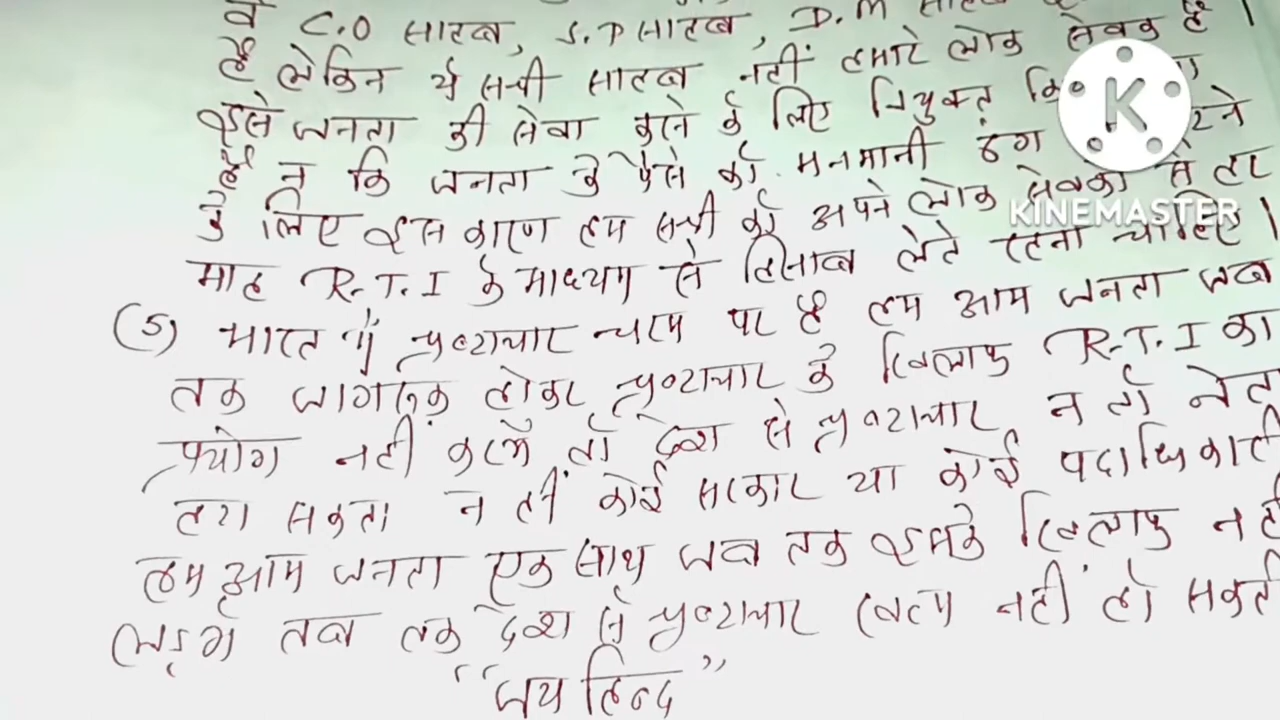 वे C.O साहब, S.P साहब, D.M साहब
है लेकिन ये सभी साहब नहीं हमारे लोक सेवक है।
इसे जनता की सेवा करने के लिए नियुक्त
है न कि जनता के पैसे को मनमानी ढंग
के लिए इस कारण हम सभी को अपने लोक सेवको से हर
माह R.T.I के माध्यम से हिसाब लेते रहना चाहिए।
(5) भारत में भ्रष्टाचार चरम पर है हम आम जनता जब
तक जागरूक होकर भ्रष्टाचार के खिलाफ R.T.I का
प्रयोग नहीं करेंगे तो देश से भ्रष्टाचार न तो नेता
हटा सकता न ही कोई सरकार या कोई पदाधिकारी
हम आम जनता एक साथ जब तक इसके खिलाफ नहीं
लड़ेंगे तब तक देश से भ्रष्टाचार खत्म नहीं हो सकती
"जय हिन्द"
K
KINEMASTER